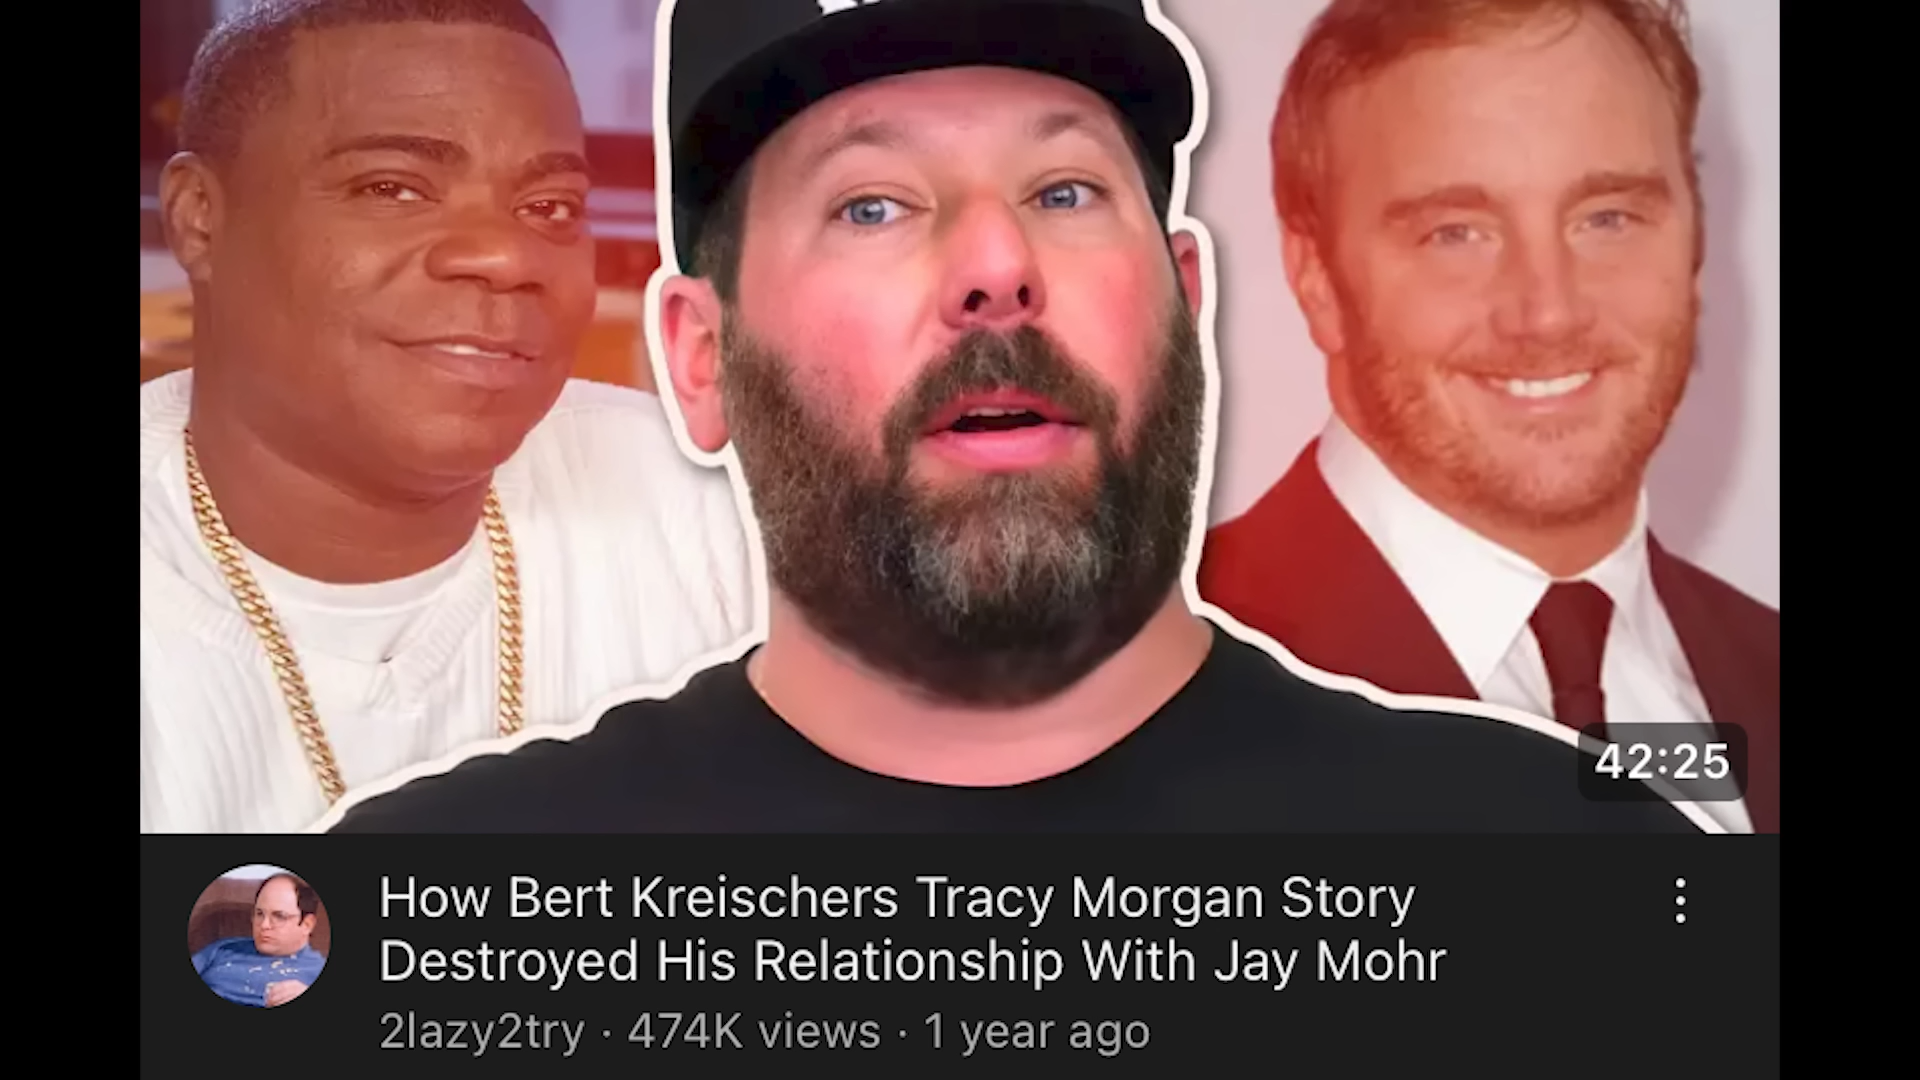 42:25
How Bert Kreischers Tracy Morgan Story
Destroyed His Relationship With Jay Mohr
2lazy2try · 474K views · 1 year ago